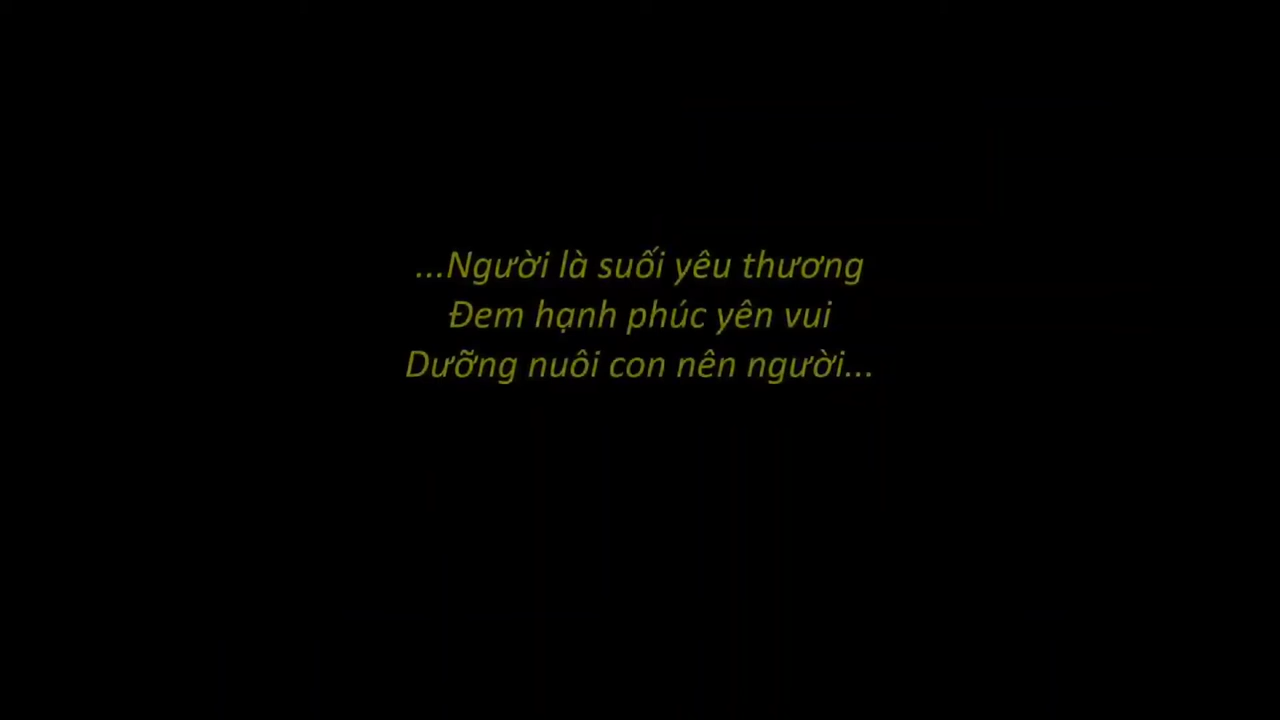 ...Người là suối yêu thương
Đem hạnh phúc yên vui
Dưỡng nuôi con nên người...